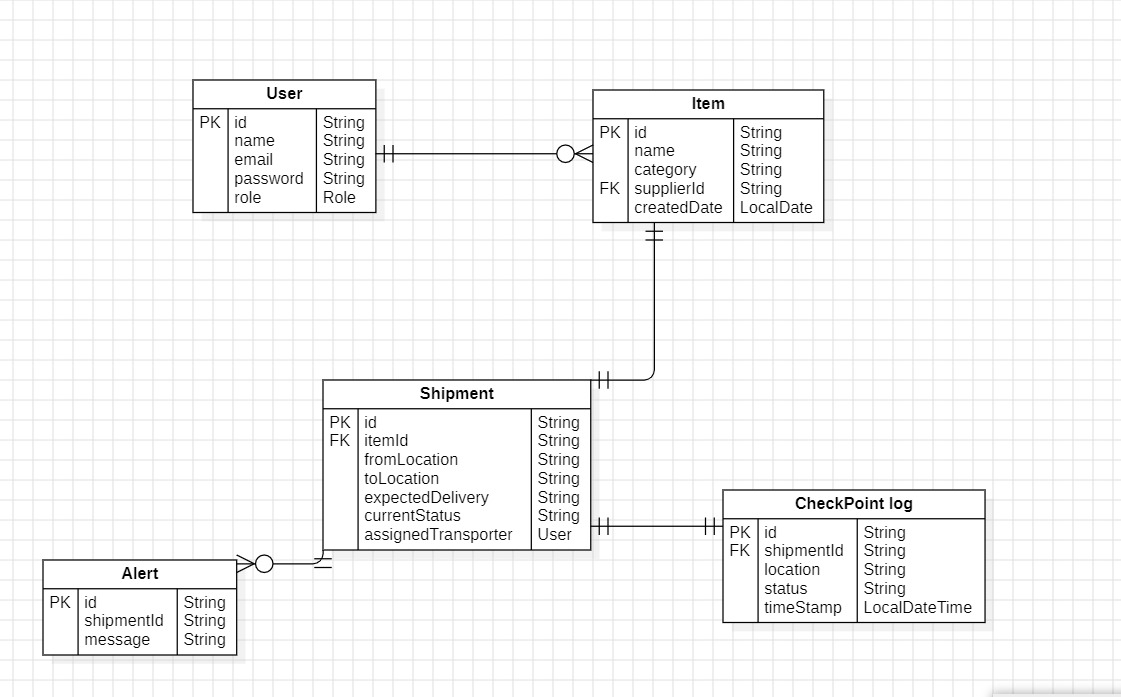 User
PK id String
name String
email String
password String
role Role
Item
PK id String
name String
category String
FK supplierId String
createdDate LocalDate
Shipment
PK id String
FK itemId String
fromLocation String
toLocation String
expectedDelivery String
currentStatus String
assignedTransporter User
CheckPoint log
PK id String
FK shipmentId String
location String
status String
timeStamp LocalDateTime
Alert
PK id String
shipmentId String
message String